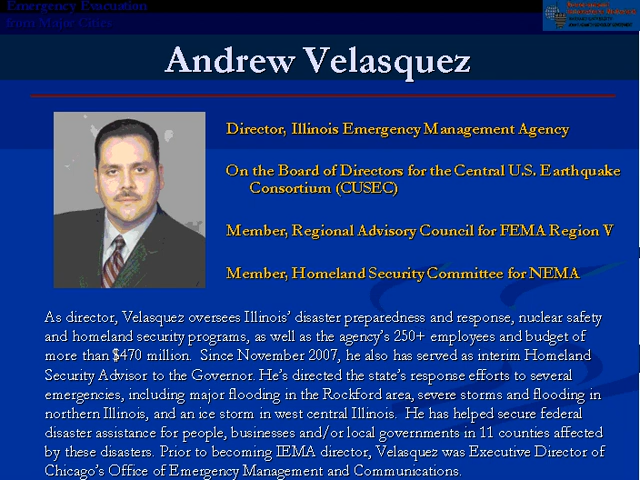 Emergency Evacuation
from Major Cities
Andrew Velasquez
Director, Illinois Emergency Management Agency
On the Board of Directors for the Central U.S. Earthquake
Consortium (CUSEC)
Member, Regional Advisory Council for FEMA Region V
Member, Homeland Security Committee for NEMA
As director, Velasquez oversees Illinois’ disaster preparedness and response, nuclear safety
and homeland security programs, as well as the agency’s 250+ employees and budget of
more than $470 million.  Since November 2007, he also has served as interim Homeland
Security Advisor to the Governor. He’s directed the state’s response efforts to several
emergencies, including major flooding in the Rockford area, severe storms and flooding in
northern Illinois, and an ice storm in west central Illinois.  He has helped secure federal
disaster assistance for people, businesses and/or local governments in 11 counties affected
by these disasters. Prior to becoming IEMA director, Velasquez was Executive Director of
Chicago’s Office of Emergency Management and Communications.